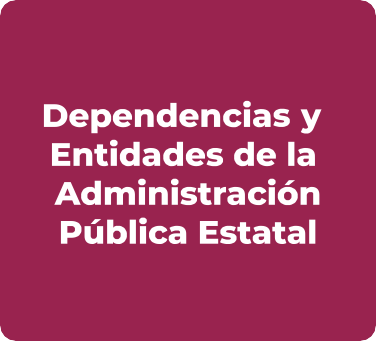 Dependencias y
Entidades de la
Administración
Pública Estatal